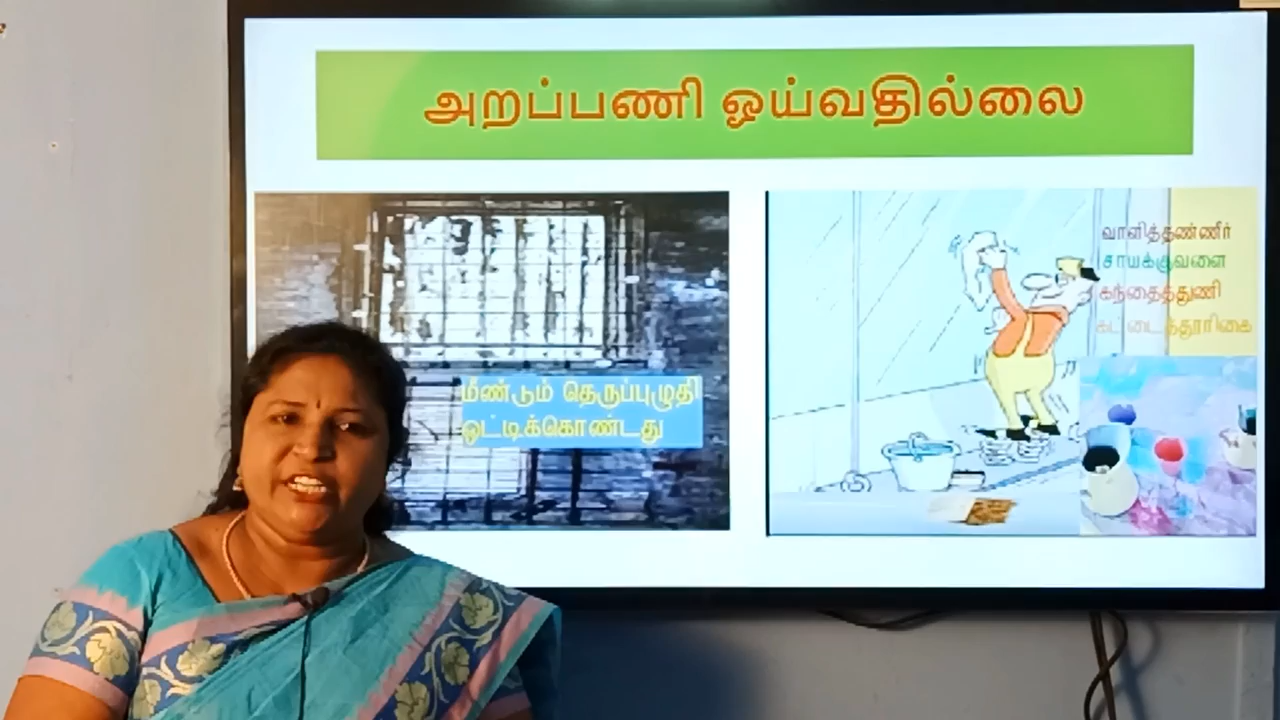 அறப்பணி ஓய்வதில்லை
மீண்டும் தெருப்புழுதி
ஒட்டிக்கொண்டது
வாளித்தண்ணீர்
சாயக்குவளை
கந்தைத்துணி
கட்டைத்தூரிகை